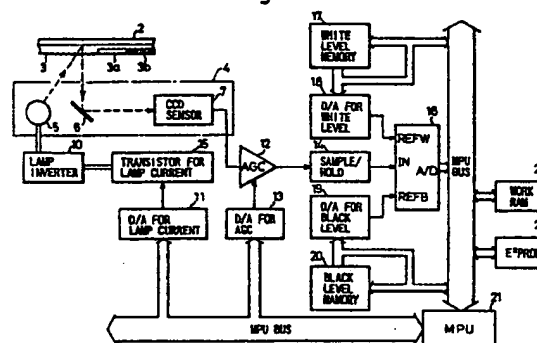 2
3
3a
3b
4
7
CCD
SENSOR
5
6
10
LAMP
INVERTER
15
TRANSISTOR FOR
LAMP CURRENT
11
D/A FOR
LAMP CURRENT
12
AGC
13
D/A FOR
AGC
17
WHITE
LEVEL
MEMORY
18
D/A FOR
WHITE
LEVEL
14
SAMPLE/
HOLD
19
D/A FOR
BLACK
LEVEL
20
BLACK
LEVEL
MAMORY
16
REFW
IN
A/D
REFB
MPU
BUS
WORK
RAM
E²PROM
21
MPU
MPU BUS